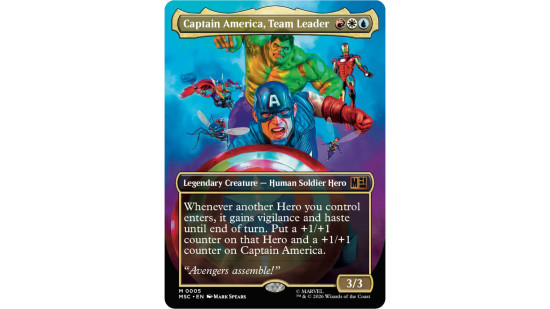 Captain America, Team Leader
A
Legendary Creature — Human Soldier Hero
Whenever another Hero you control
enters, it gains vigilance and haste
until end of turn. Put a +1/+1
counter on that Hero and a +1/+1
counter on Captain America.
“Avengers assemble!”
3/3
M 0005
MSC • EN Mark Spears
© MARVEL
™ & © 2026 Wizards of the Coast